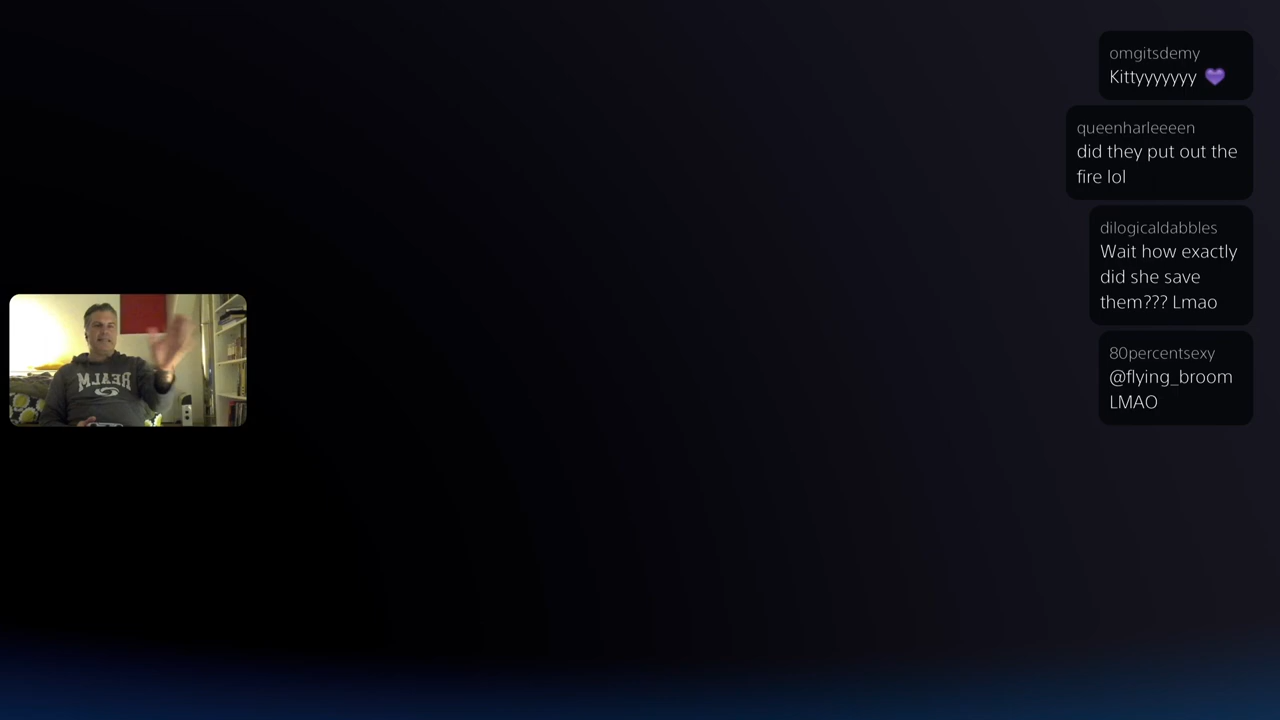 omgitsdemy
Kittyyyyyyy 💜
queenharleeeen
did they put out the
fire lol
dilogicaldabbles
Wait how exactly
did she save
them??? Lmao
80percentsexy
@flying_broom
LMAO
REALM